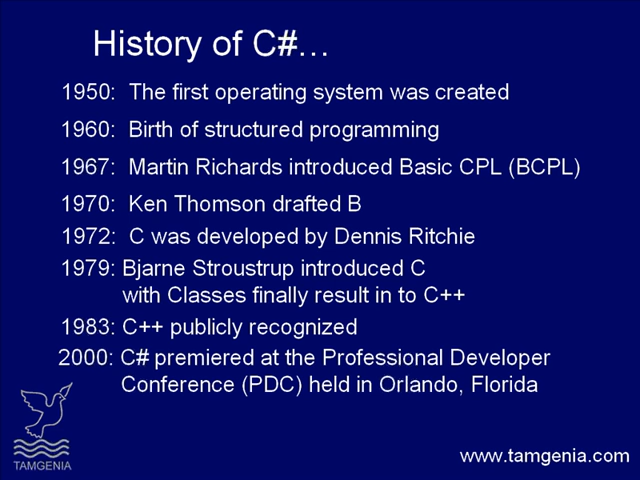 History of C#...
1950: The first operating system was created
1960: Birth of structured programming
1967: Martin Richards introduced Basic CPL (BCPL)
1970: Ken Thomson drafted B
1972: C was developed by Dennis Ritchie
1979: Bjarne Stroustrup introduced C
with Classes finally result in to C++
1983: C++ publicly recognized
2000: C# premiered at the Professional Developer
Conference (PDC) held in Orlando, Florida
TAMGENIA
www.tamgenia.com